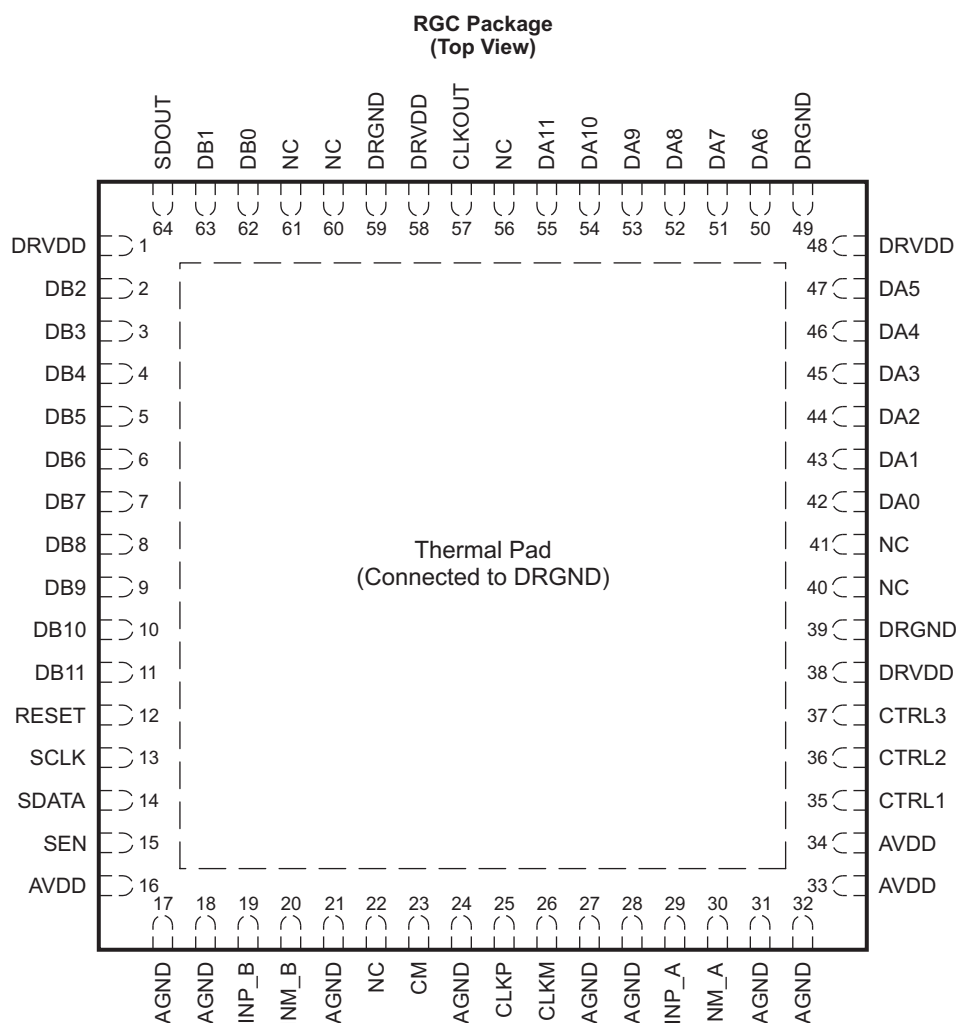 RGC Package
(Top View)
SDOUT
DB1
DB0
NC
NC
DRGND
DRVDD
CLKOUT
NC
DA11
DA10
DA9
DA8
DA7
DA6
DRGND
64
63
62
61
60
59
58
57
56
55
54
53
52
51
50
49
DRVDD 1
DB2 2
DB3 3
DB4 4
DB5 5
DB6 6
DB7 7
DB8 8
DB9 9
DB10 10
DB11 11
RESET 12
SCLK 13
SDATA 14
SEN 15
AVDD 16
Thermal Pad
(Connected to DRGND)
48 DRVDD
47 DA5
46 DA4
45 DA3
44 DA2
43 DA1
42 DA0
41 NC
40 NC
39 DRGND
38 DRVDD
37 CTRL3
36 CTRL2
35 CTRL1
34 AVDD
33 AVDD
17
18
19
20
21
22
23
24
25
26
27
28
29
30
31
32
AGND
AGND
INP_B
NM_B
AGND
NC
CM
AGND
CLKP
CLKM
AGND
AGND
INP_A
NM_A
AGND
AGND